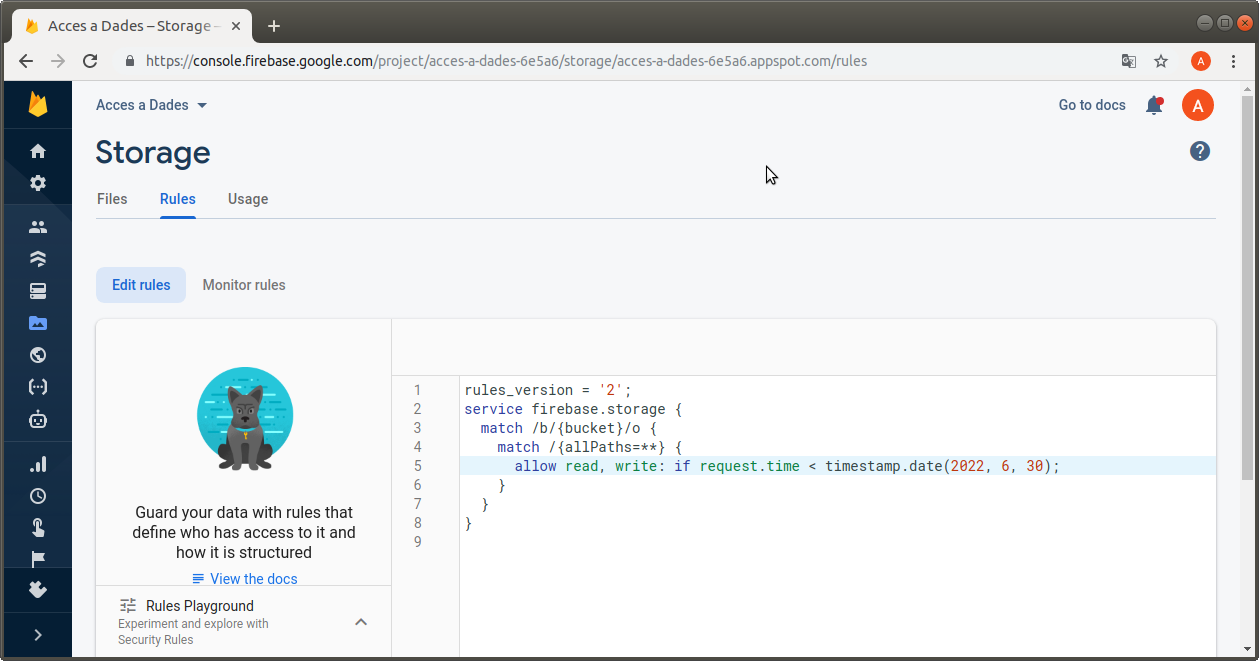 Acces a Dades – Storage –
https://console.firebase.google.com/project/acces-a-dades-6e5a6/storage/acces-a-dades-6e5a6.appspot.com/rules
A
Acces a Dades
Go to docs
A
Storage
?
Files Rules Usage
Edit rules Monitor rules
Guard your data with rules that
define who has access to it and
how it is structured
View the docs
Rules Playground
Experiment and explore with
Security Rules
1 rules_version = '2';
2 service firebase.storage {
3 match /b/{bucket}/o {
4 match /{allPaths=**} {
5 allow read, write: if request.time < timestamp.date(2022, 6, 30);
6 }
7 }
8 }
9